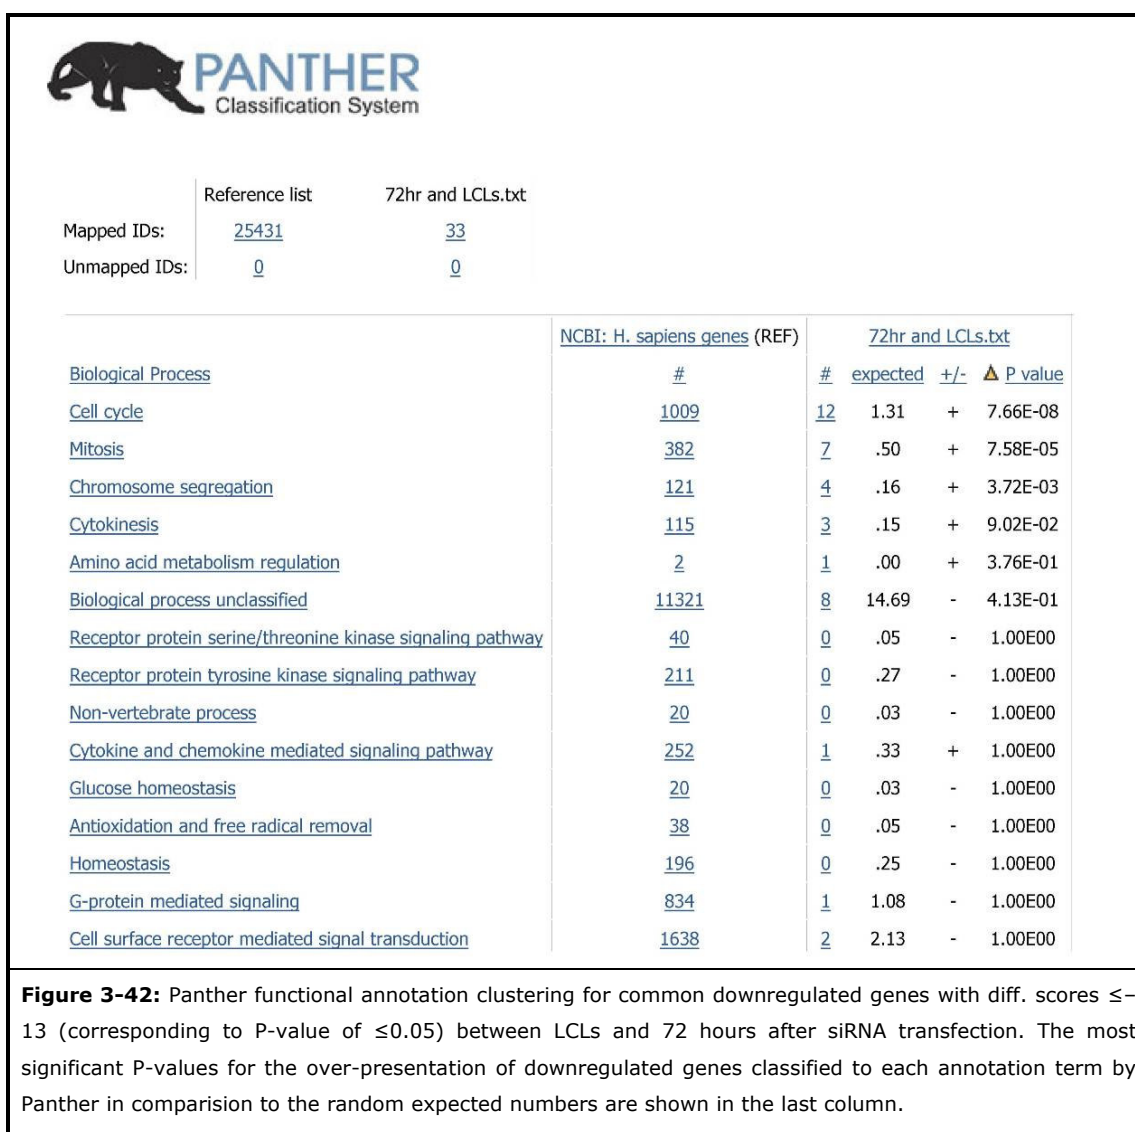 PANTHER
Classification System
Reference list 72hr and LCLs.txt
Mapped IDs: 25431 33
Unmapped IDs: 0 0
NCBI: H. sapiens genes (REF) 72hr and LCLs.txt
Biological Process # # expected +/- P value
Cell cycle 1009 12 1.31 + 7.66E-08
Mitosis 382 7 .50 + 7.58E-05
Chromosome segregation 121 4 .16 + 3.72E-03
Cytokinesis 115 3 .15 + 9.02E-02
Amino acid metabolism regulation 2 1 .00 + 3.76E-01
Biological process unclassified 11321 8 14.69 - 4.13E-01
Receptor protein serine/threonine kinase signaling pathway 40 0 .05 - 1.00E00
Receptor protein tyrosine kinase signaling pathway 211 0 .27 - 1.00E00
Non-vertebrate process 20 0 .03 - 1.00E00
Cytokine and chemokine mediated signaling pathway 252 1 .33 + 1.00E00
Glucose homeostasis 20 0 .03 - 1.00E00
Antioxidation and free radical removal 38 0 .05 - 1.00E00
Homeostasis 196 0 .25 - 1.00E00
G-protein mediated signaling 834 1 1.08 - 1.00E00
Cell surface receptor mediated signal transduction 1638 2 2.13 - 1.00E00
Figure 3-42: Panther functional annotation clustering for common downregulated genes with diff. scores ≤–
13 (corresponding to P-value of ≤0.05) between LCLs and 72 hours after siRNA transfection. The most
significant P-values for the over-presentation of downregulated genes classified to each annotation term by
Panther in comparision to the random expected numbers are shown in the last column.